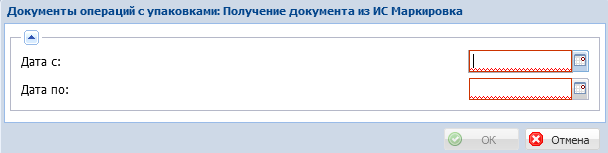 Документы операций с упаковками: Получение документа из ИС Маркировка
Дата с:
Дата по:
OK Отмена